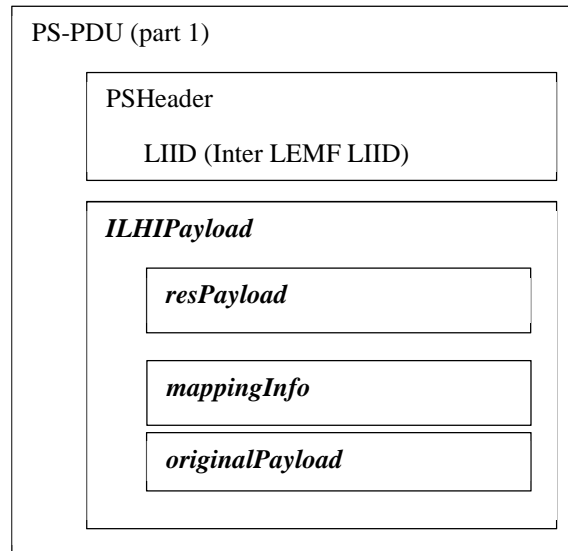 PS-PDU (part 1)
PSHeader
LIID (Inter LEMF LIID)
ILHIPayload
resPayload
mappingInfo
originalPayload